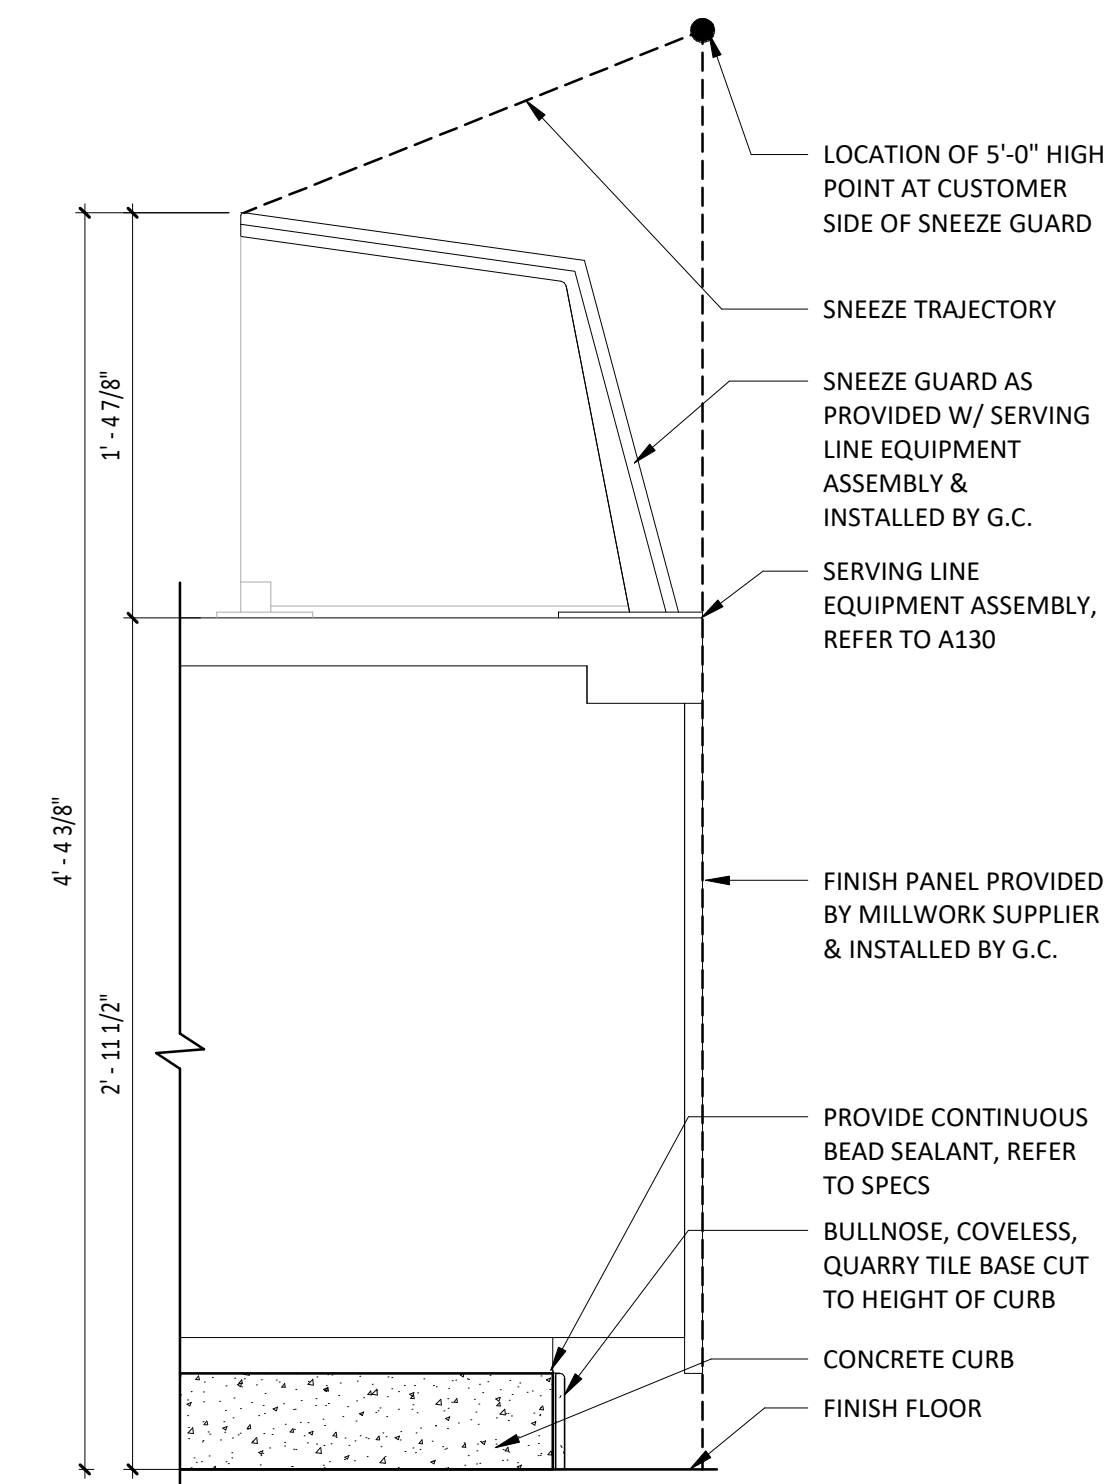 LOCATION OF 5'-0" HIGH
POINT AT CUSTOMER
SIDE OF SNEEZE GUARD
SNEEZE TRAJECTORY
SNEEZE GUARD AS
PROVIDED W/ SERVING
LINE EQUIPMENT
ASSEMBLY &
INSTALLED BY G.C.
1' - 4 7/8"
SERVING LINE
EQUIPMENT ASSEMBLY,
REFER TO A130
4' - 4 3/8"
FINISH PANEL PROVIDED
BY MILLWORK SUPPLIER
& INSTALLED BY G.C.
2' - 11 1/2"
PROVIDE CONTINUOUS
BEAD SEALANT, REFER
TO SPECS
BULLNOSE, COVELESS,
QUARRY TILE BASE CUT
TO HEIGHT OF CURB
CONCRETE CURB
FINISH FLOOR